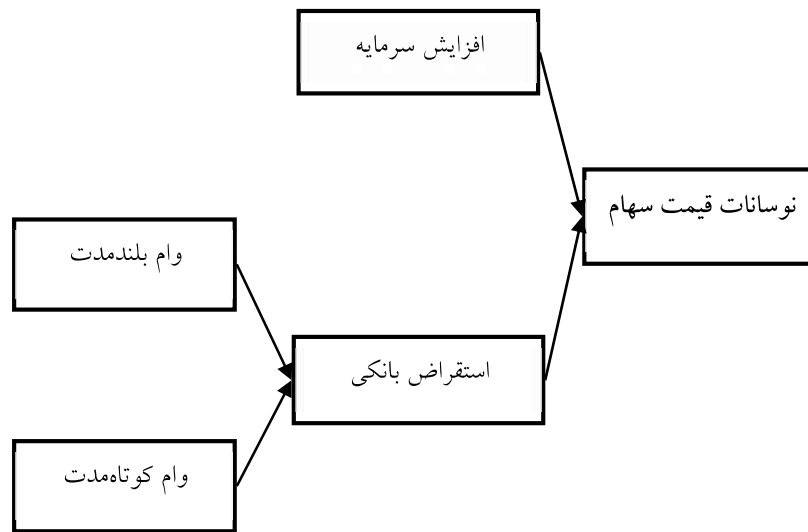 افزایش سرمایه
نوسانات قیمت سهام
وام بلندمدت
استقراض بانکی
وام کوتاه‌مدت